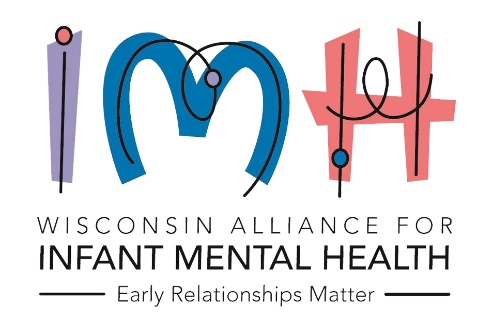 iMH
WISCONSIN ALLIANCE FOR
INFANT MENTAL HEALTH
Early Relationships Matter